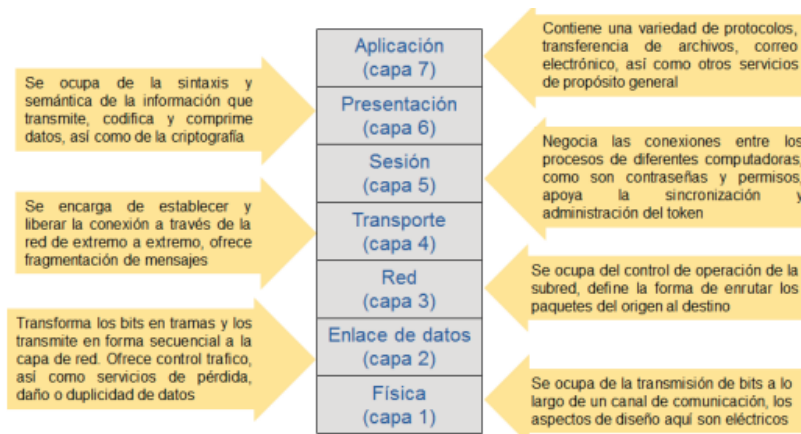 Aplicación
(capa 7)
Contiene una variedad de protocolos,
transferencia de archivos, correo
electrónico, así como otros servicios
de propósito general
Se ocupa de la sintaxis y
semántica de la información que
transmite, codifica y comprime
datos, así como de la criptografía
Presentación
(capa 6)
Negocia las conexiones entre los
procesos de diferentes computadoras,
como son contraseñas y permisos,
apoya la sincronización y
administración del token
Sesión
(capa 5)
Se encarga de establecer y
liberar la conexión a través de la
red de extremo a extremo, ofrece
fragmentación de mensajes
Transporte
(capa 4)
Se ocupa del control de operación de la
subred, define la forma de enrutar los
paquetes del origen al destino
Red
(capa 3)
Transforma los bits en tramas y los
transmite en forma secuencial a la
capa de red. Ofrece control trafico,
así como servicios de pérdida,
daño o duplicidad de datos
Enlace de datos
(capa 2)
Se ocupa de la transmisión de bits a lo
largo de un canal de comunicación, los
aspectos de diseño aquí son eléctricos
Física
(capa 1)